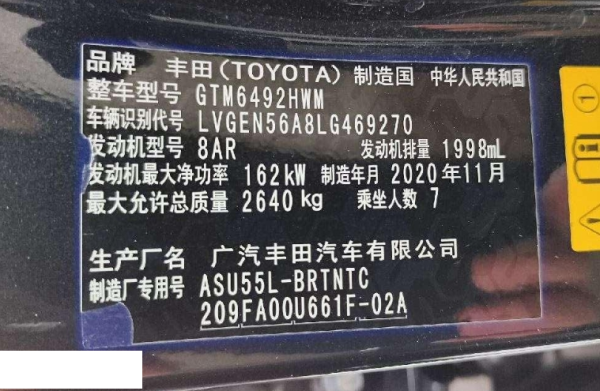 品牌 丰田(TOYOTA) 制造国 中华人民共和国
整车型号 GTM6492HWM
车辆识别代号 LVGEN56A8LG469270
发动机型号 8AR 发动机排量 1998mL
发动机最大净功率 162kW 制造年月 2020年11月
最大允许总质量 2640kg 乘坐人数 7
生产厂名 广汽丰田汽车有限公司
制造厂专用号 ASU55L-BRTNTC
209FA00U661F-02A
1
2